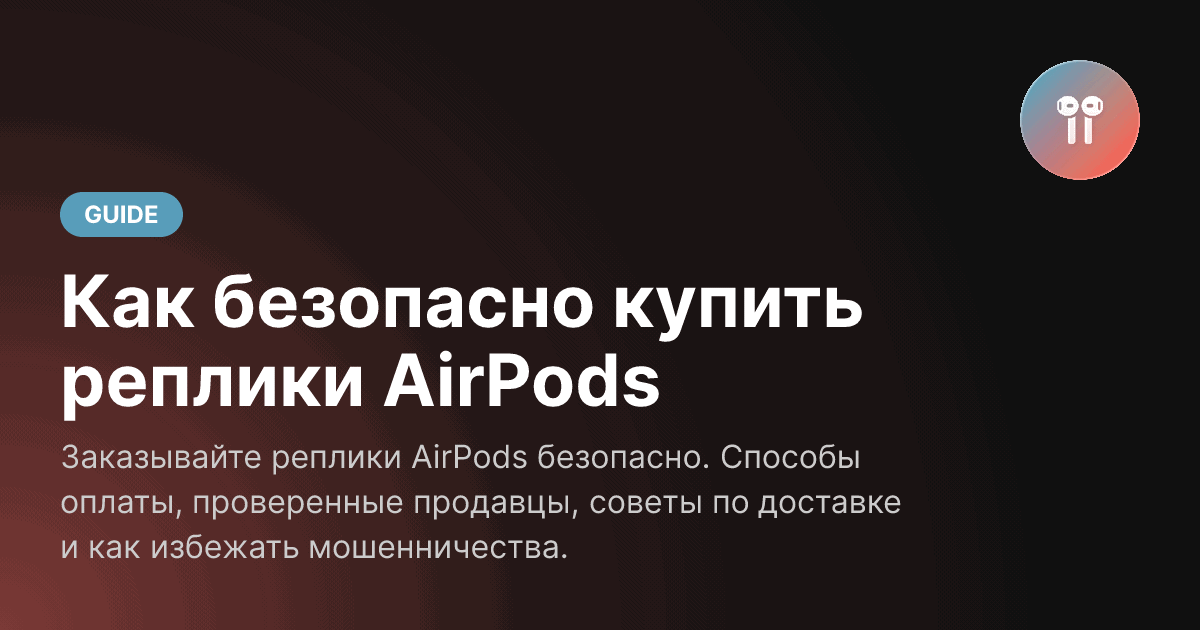 GUIDE
Как безопасно купить
реплики AirPods
Заказывайте реплики AirPods безопасно. Способы
оплаты, проверенные продавцы, советы по доставке
и как избежать мошенничества.